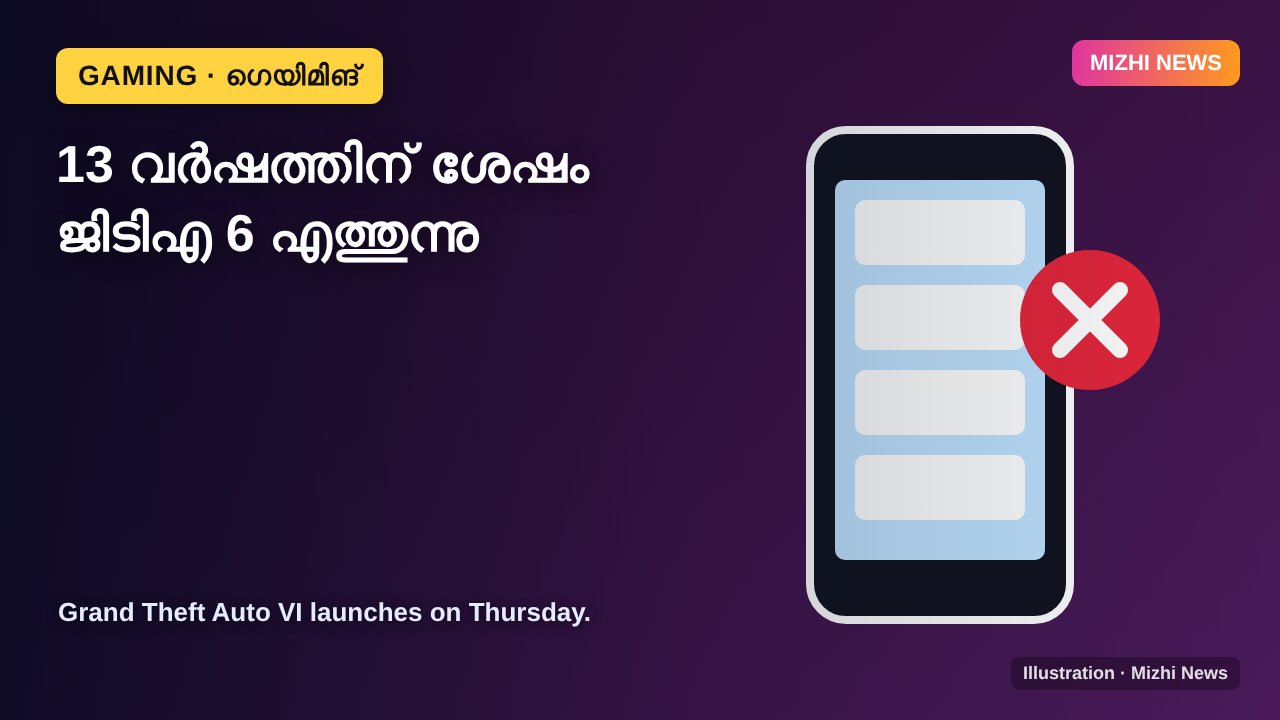 GAMING · ഗെയിമിങ്
MIZHI NEWS
13 വർഷത്തിന് ശേഷം
ജിടിഎ 6 എത്തുന്നു
Grand Theft Auto VI launches on Thursday.
Illustration · Mizhi News